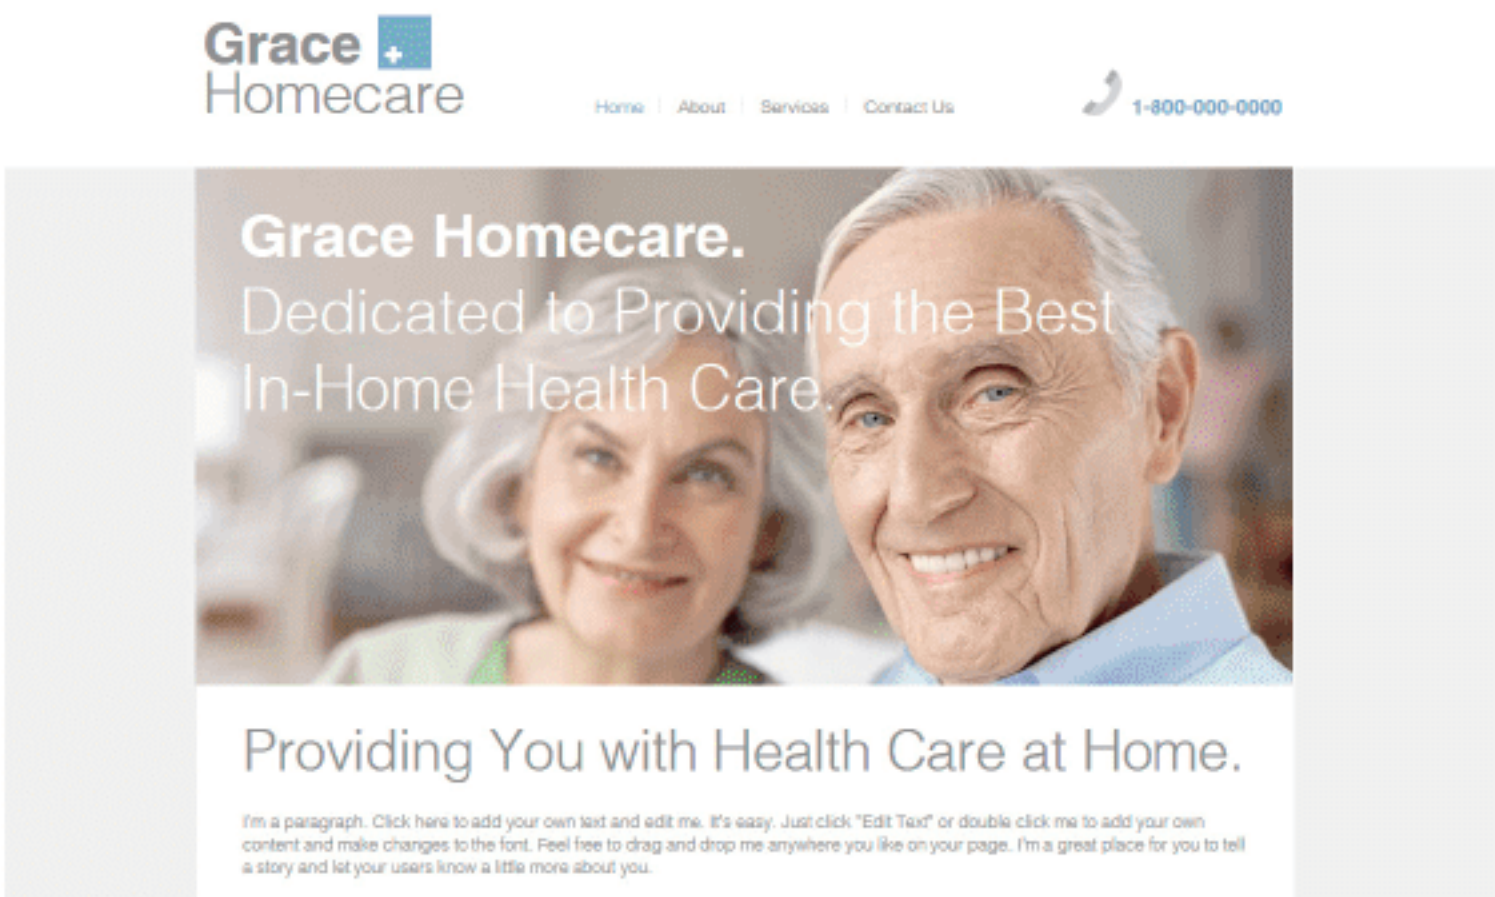 Grace
Homecare
Home | About | Services | Contact Us
1-800-000-0000
Grace Homecare.
Dedicated to Providing the Best
In-Home Health Care.
Providing You with Health Care at Home.
I'm a paragraph. Click here to add your own text and edit me. It's easy. Just click "Edit Text" or double click me to add your own
content and make changes to the font. Feel free to drag and drop me anywhere you like on your page. I'm a great place for you to tell
a story and let your users know a little more about you.